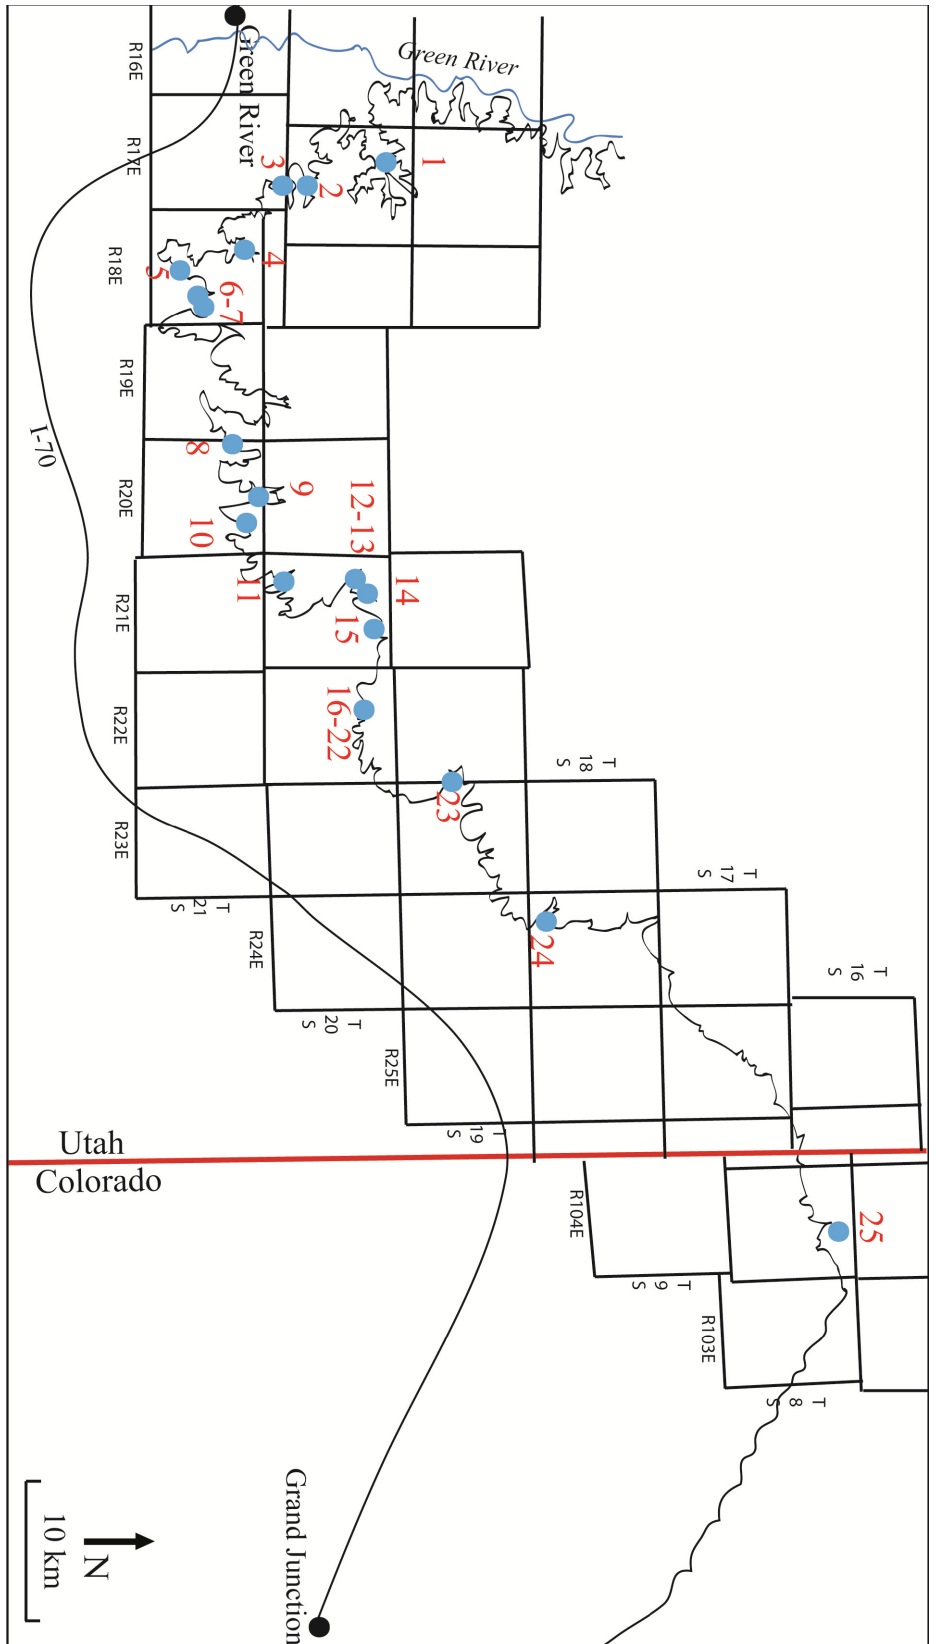 R16E
Green River
Green River
R17E
1
3
2
4
R18E
5
6-7
R19E
I-70
8
R20E
9
12-13
10
11
14
R21E
15
R22E
16-22
T
18
S
23
R23E
T
17
S
T
21
S
R24E
24
T
16
S
T
20
S
R25E
T
19
S
Utah
Colorado
R104E
25
T
9
S
R103E
T
8
S
Grand Junction
N
10 km